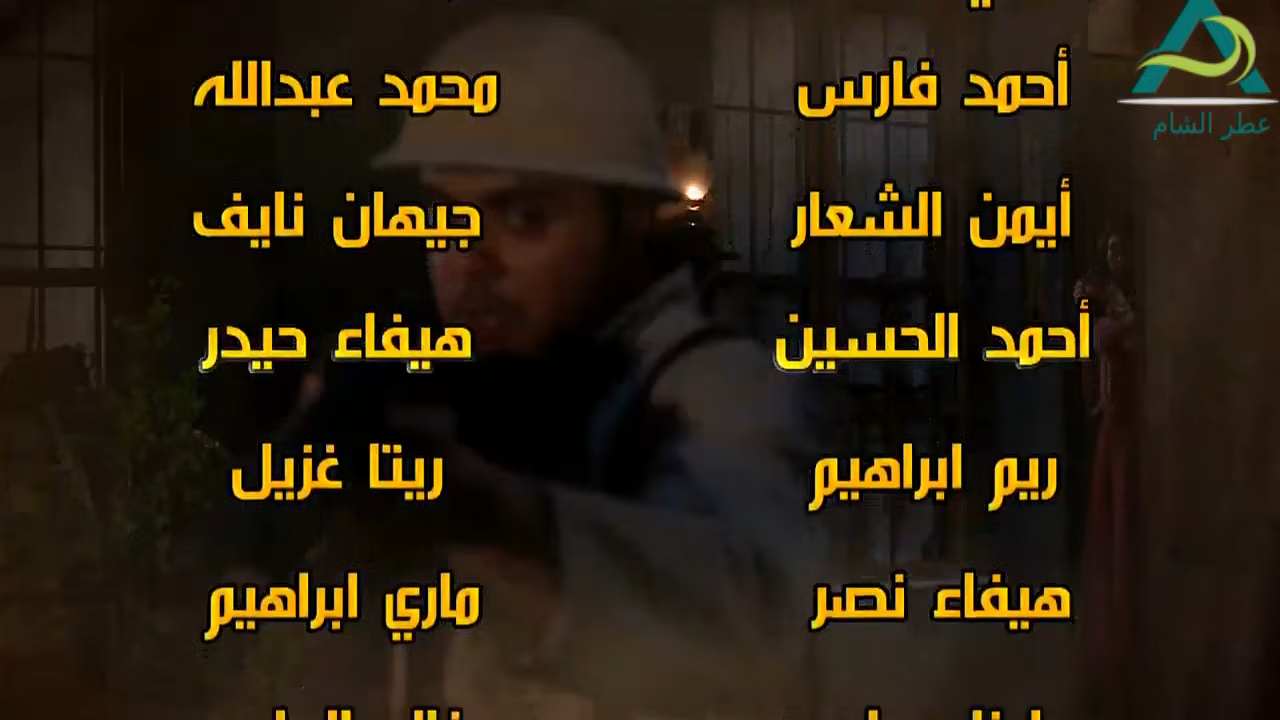 عطر الشام
أحمد فارس محمد عبدالله
أيمن الشعار جيهان نايف
أحمد الحسين هيفاء حيدر
ريم ابراهيم ريتا غزيل
هيفاء نصر ماري ابراهيم